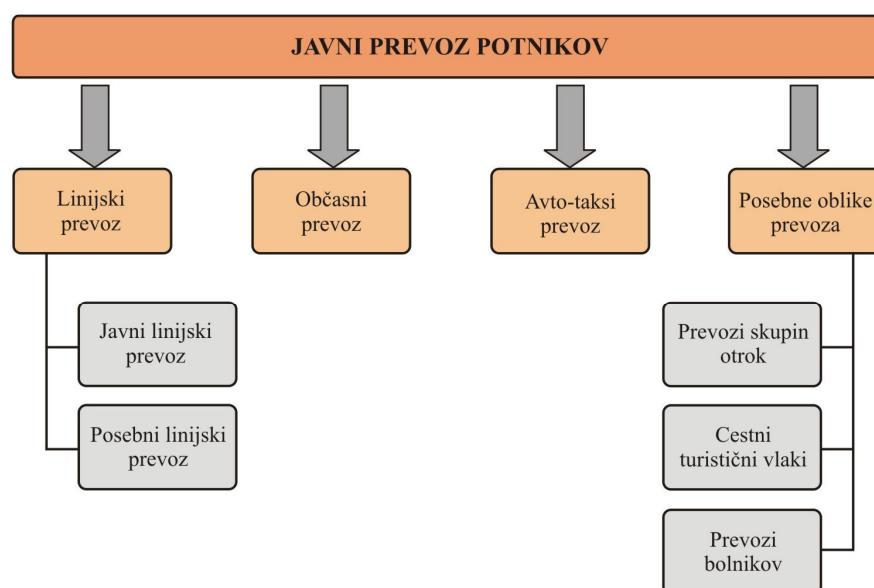 JAVNI PREVOZ POTNIKOV
Linijski
prevoz
Občasni
prevoz
Avto-taksi
prevoz
Posebne oblike
prevoza
Javni linijski
prevoz
Posebni linijski
prevoz
Prevozi skupin
otrok
Cestni
turistični vlaki
Prevozi
bolnikov